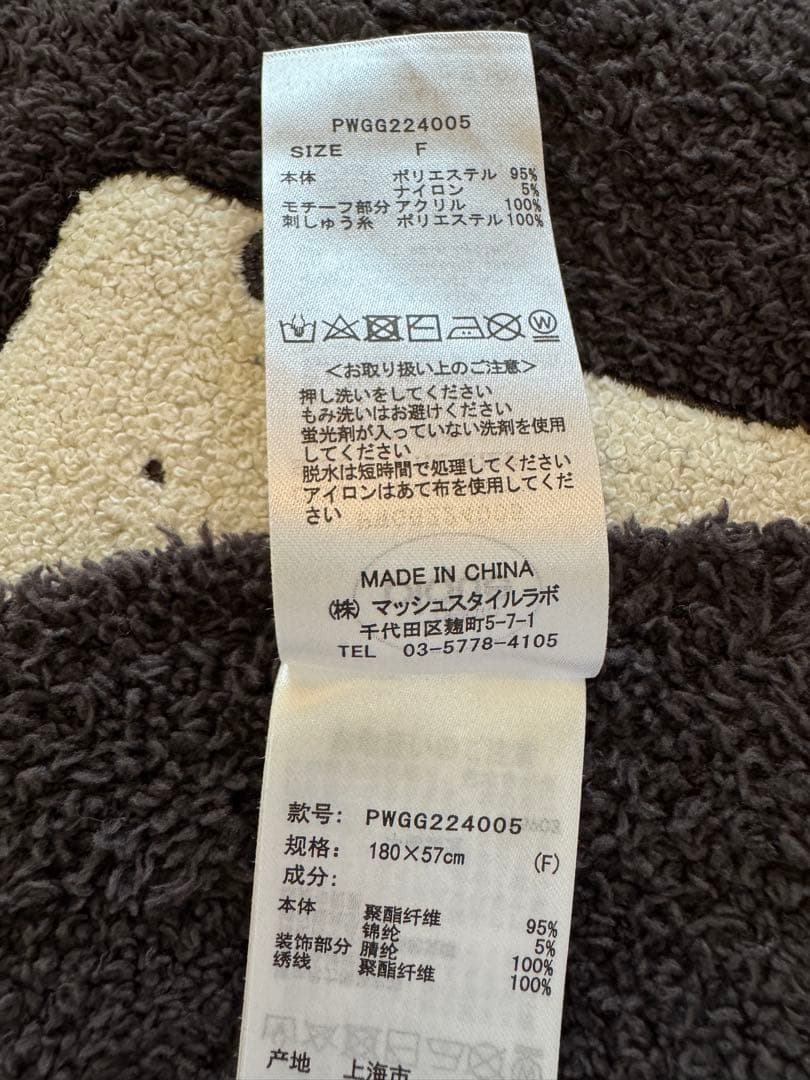 PWGG224005
SIZE F
本体 ポリエステル 95%
ナイロン 5%
モチーフ部分 アクリル 100%
刺しゅう糸 ポリエステル 100%
W
<お取り扱い上のご注意>
押し洗いをしてください
もみ洗いはお避けください
蛍光剤が入っていない洗剤を使用
してください
脱水は短時間で処理してください
アイロンはあて布を使用してくだ
さい
MADE IN CHINA
(株) マッシュスタイルラボ
千代田区麹町5-7-1
TEL 03-5778-4105
款号: PWGG224005
规格: 180×57cm (F)
成分:
本体 聚酯纤维 95%
锦纶 5%
装饰部分 腈纶 100%
绣线 聚酯纤维 100%
产地 上海市